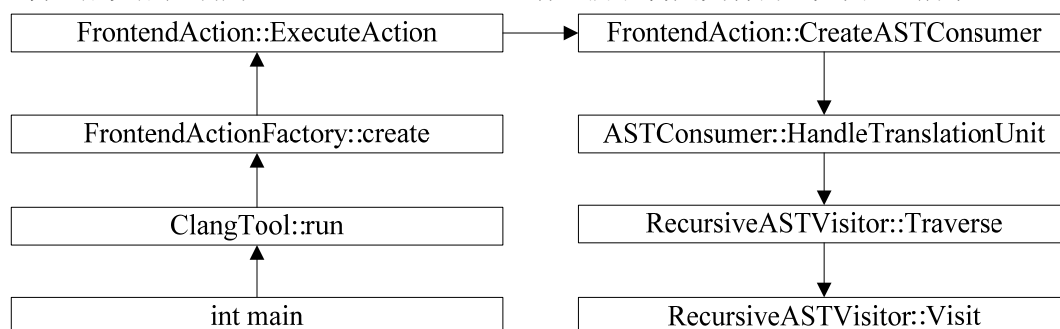 FrontendAction::ExecuteAction
FrontendAction::CreateASTConsumer
FrontendActionFactory::create
ASTConsumer::HandleTranslationUnit
ClangTool::run
RecursiveASTVisitor::Traverse
int main
RecursiveASTVisitor::Visit